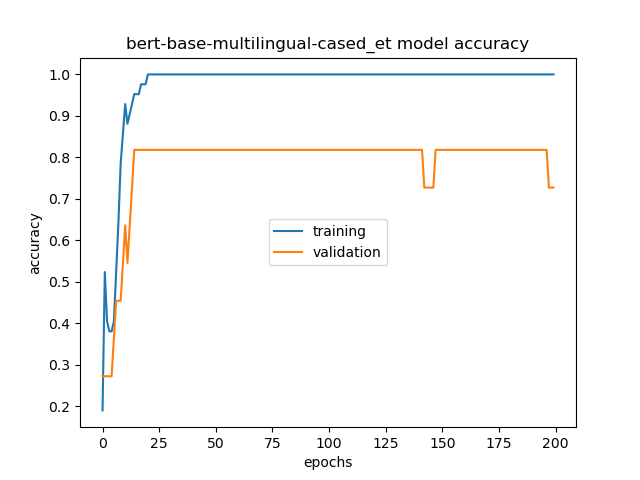 bert-base-multilingual-cased_et model accuracy
1.0
0.9
0.8
0.7
0.6
0.5
0.4
0.3
0.2
accuracy
training
validation
0 25 50 75 100 125 150 175 200
epochs